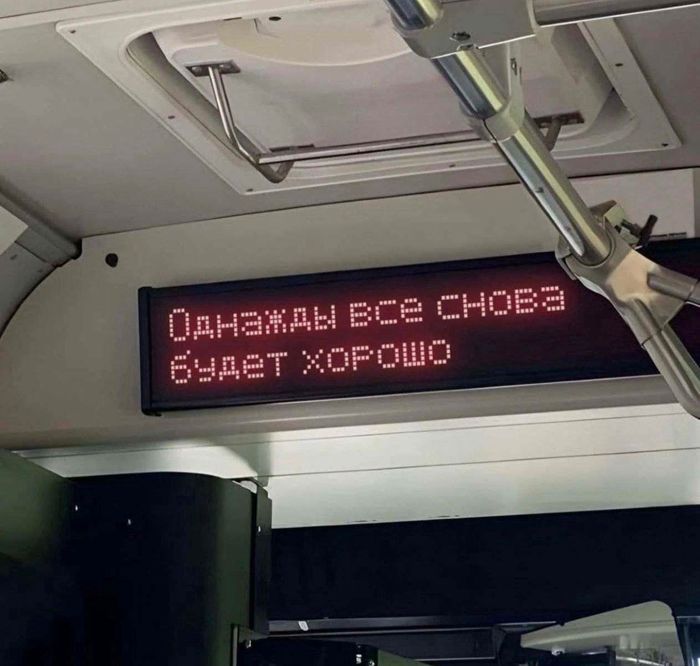 Однажды все снова
будет хорошо